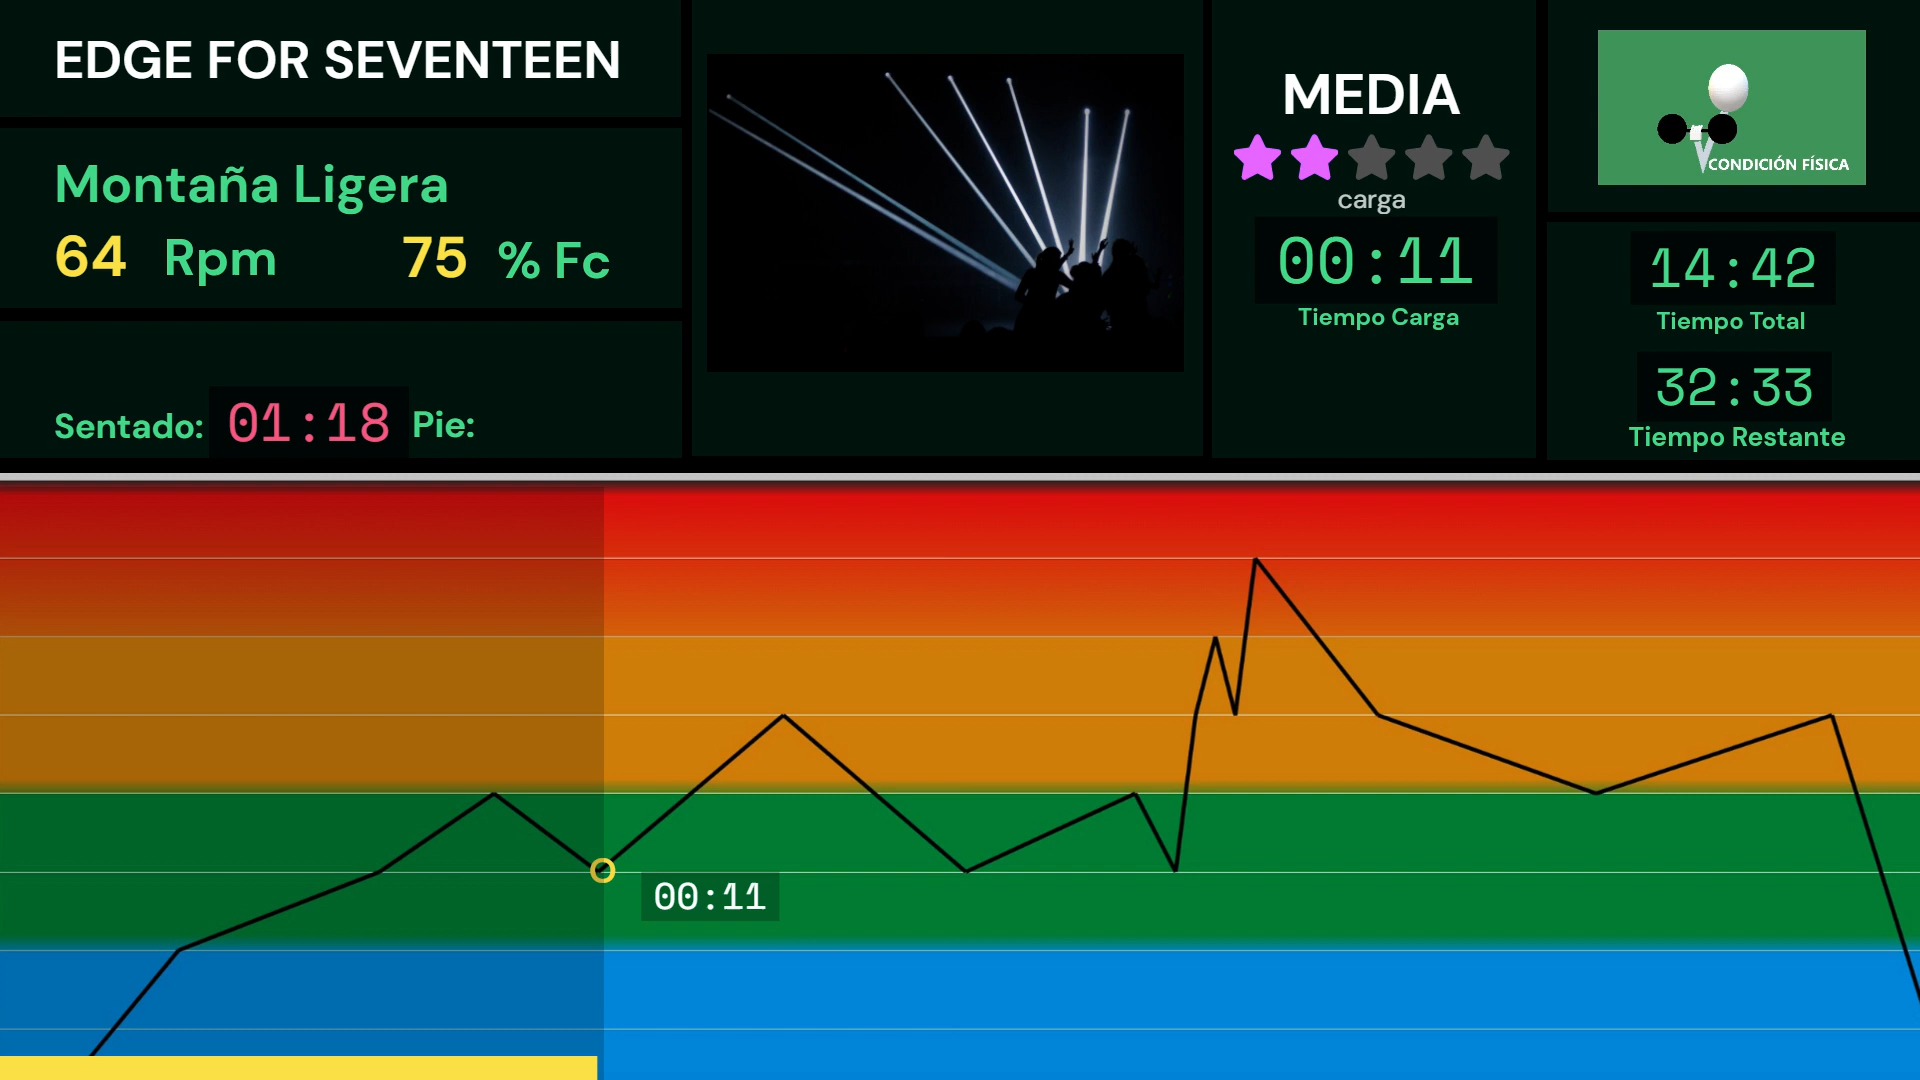 EDGE FOR SEVENTEEN
Montaña Ligera
64 Rpm 75 % Fc
Sentado: 01:18 Pie:
MEDIA
carga
00:11
Tiempo Carga
CONDICIÓN FÍSICA
14:42
Tiempo Total
32:33
Tiempo Restante
00:11